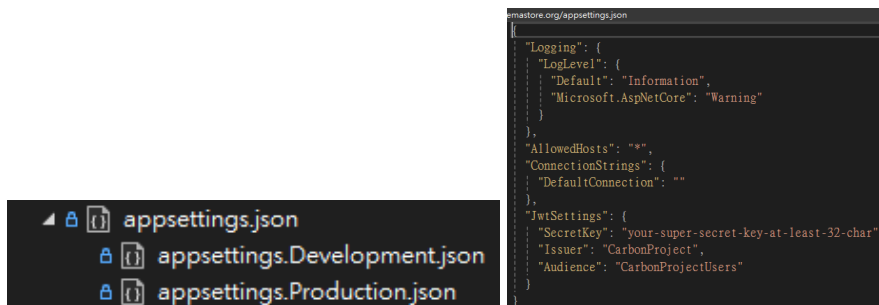 appsettings.json
appsettings.Development.json
appsettings.Production.json
emastore.org/appsettings.json
{
"Logging": {
"LogLevel": {
"Default": "Information",
"Microsoft.AspNetCore": "Warning"
}
},
"AllowedHosts": "*",
"ConnectionStrings": {
"DefaultConnection": ""
},
"JwtSettings": {
"SecretKey": "your-super-secret-key-at-least-32-char"
"Issuer": "CarbonProject",
"Audience": "CarbonProjectUsers"
}
}